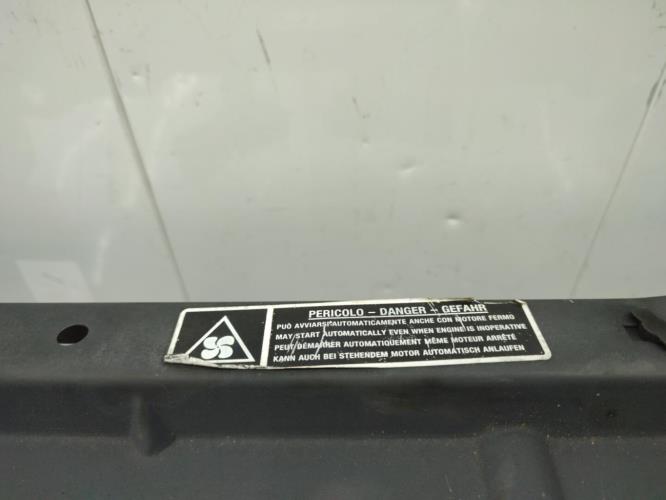 PERICOLO - DANGER - GEFAHR
PUÒ AVVIARSI AUTOMATICAMENTE ANCHE CON MOTORE FERMO
MAY START AUTOMATICALLY EVEN WHEN ENGINE IS INOPERATIVE
PEUT DÉMARRER AUTOMATIQUEMENT MÊME MOTEUR ARRÊTÉ
KANN AUCH BEI STEHENDEM MOTOR AUTOMATISCH ANLAUFEN